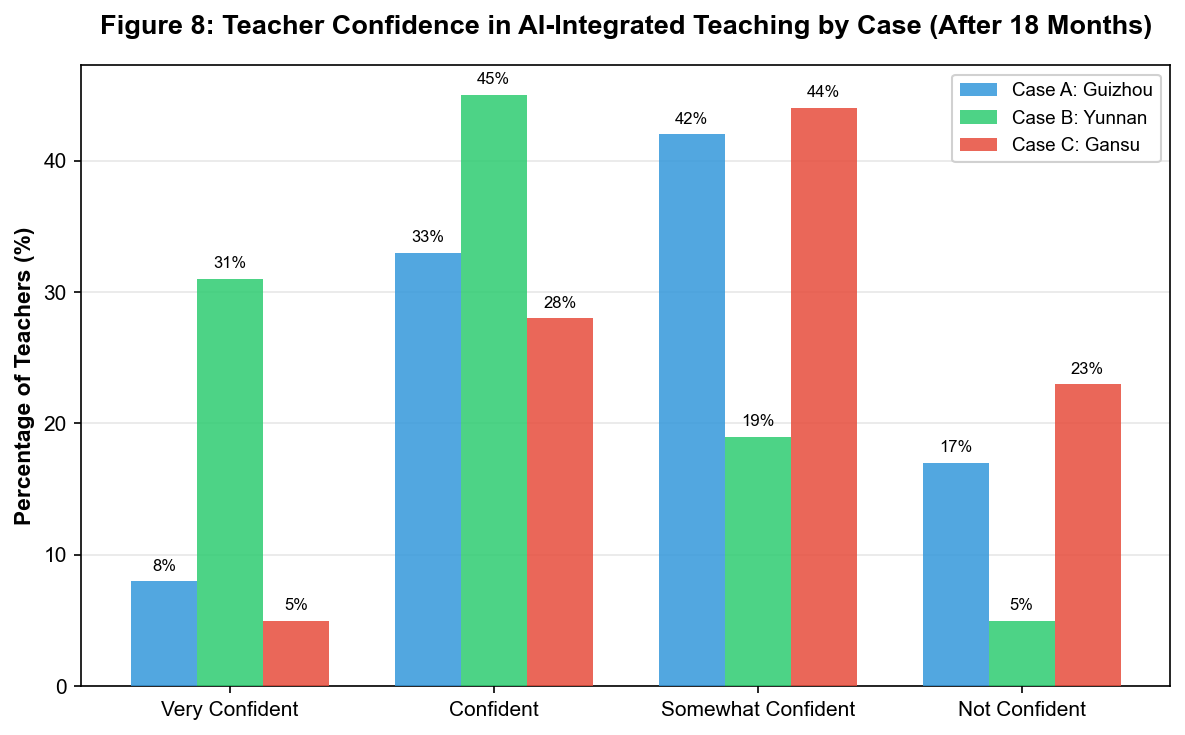 Figure 8: Teacher Confidence in AI-Integrated Teaching by Case (After 18 Months)
Case A: Guizhou
Case B: Yunnan
Case C: Gansu
Percentage of Teachers (%)
40
30
20
10
0
8%
31%
5%
33%
45%
28%
42%
19%
44%
17%
5%
23%
Very Confident
Confident
Somewhat Confident
Not Confident